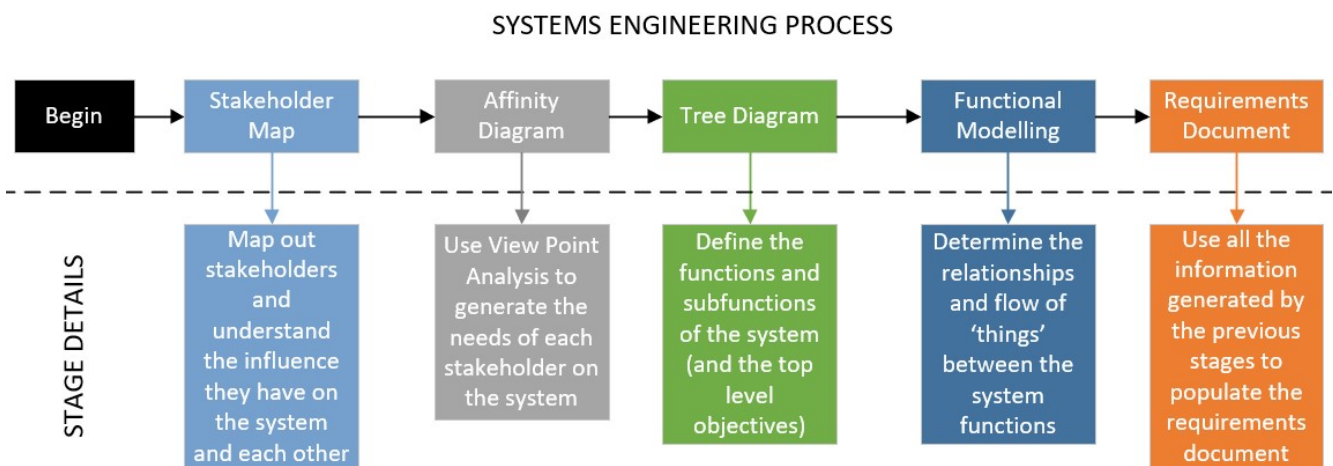 SYSTEMS ENGINEERING PROCESS
Begin
Stakeholder
Map
Affinity
Diagram
Tree Diagram
Functional
Modelling
Requirements
Document
STAGE DETAILS
Map out
stakeholders
and
understand
the influence
they have on
the system
and each other
Use View Point
Analysis to
generate the
needs of each
stakeholder on
the system
Define the
functions and
subfunctions
of the system
(and the top
level
objectives)
Determine the
relationships
and flow of
‘things’
between the
system
functions
Use all the
information
generated by
the previous
stages to
populate the
requirements
document